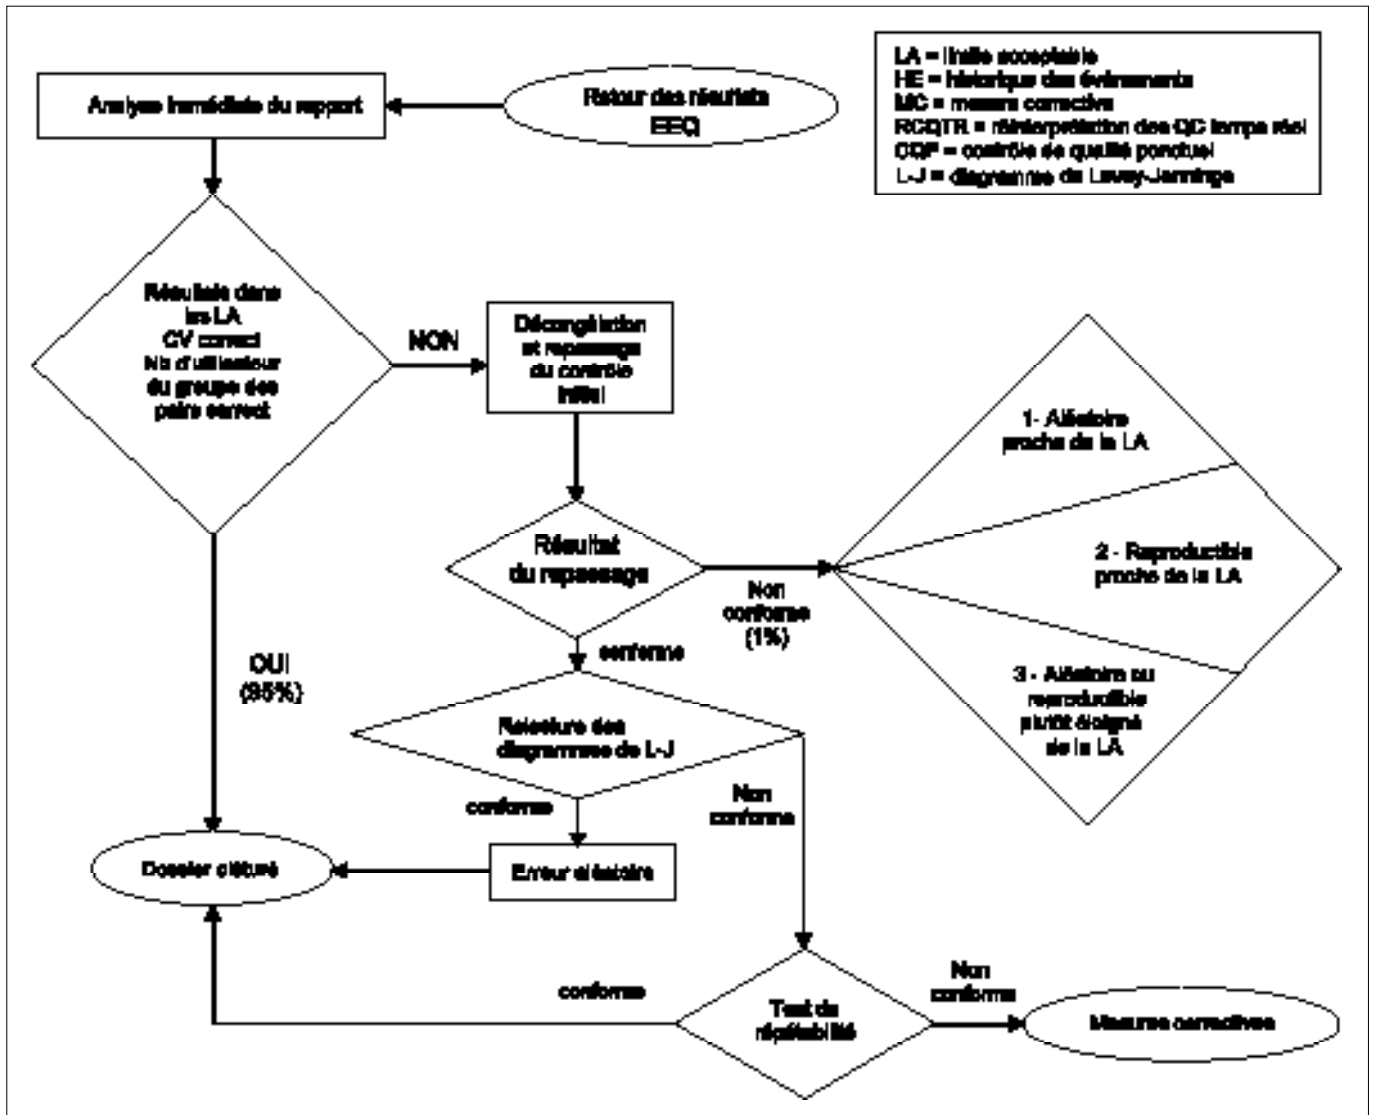 LA = limite acceptable
HE = historique des évènements
MC = mesure corrective
RCQTR = réinterprétation des QC temps réel
CQP = contrôle de qualité ponctuel
L-J = diagramme de Levey-Jennings
Retour des résultats
EEQ
Analyse immédiate du rapport
Résultats dans
les LA
CV correct
Nb d'utilisateur
du groupe des
pairs correct
NON
Décongélation
et repassage
du contrôle
initial
1- Aléatoire
proche de la LA
2 - Reproductible
proche de la LA
3 - Aléatoire ou
reproductible
plutôt éloigné
de la LA
Résultat
du repassage
Non
conforme
(1%)
conforme
OUI
(95%)
Relecture des
diagrammes de L-J
conforme
Non
conforme
Dossier clôturé
Erreur aléatoire
conforme
Test de
répétabilité
Non
conforme
Mesures correctives